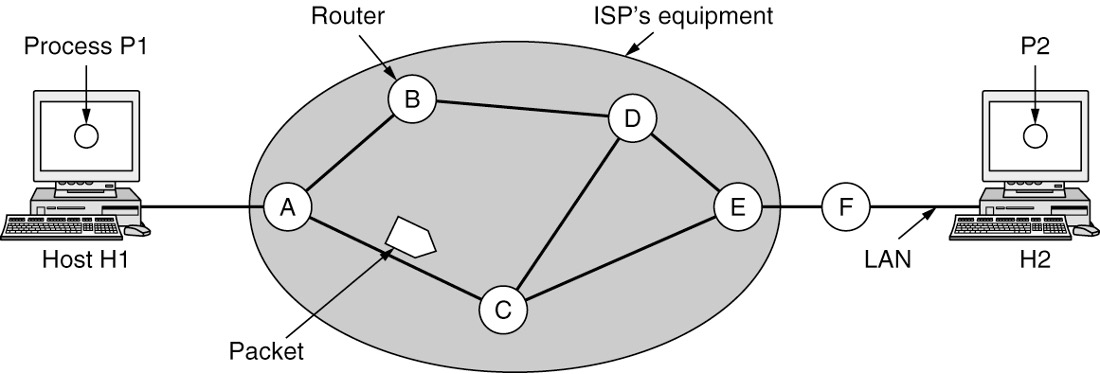 Router
ISP's equipment
Process P1
P2
B
D
A
E
F
C
Host H1
LAN
H2
Packet